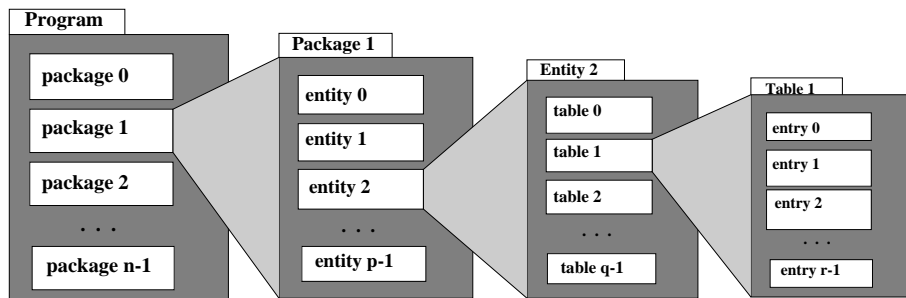 Program
package 0
package 1
package 2
. . .
package n-1
Package 1
entity 0
entity 1
entity 2
. . .
entity p-1
Entity 2
table 0
table 1
table 2
. . .
table q-1
Table 1
entry 0
entry 1
entry 2
. . .
entry r-1